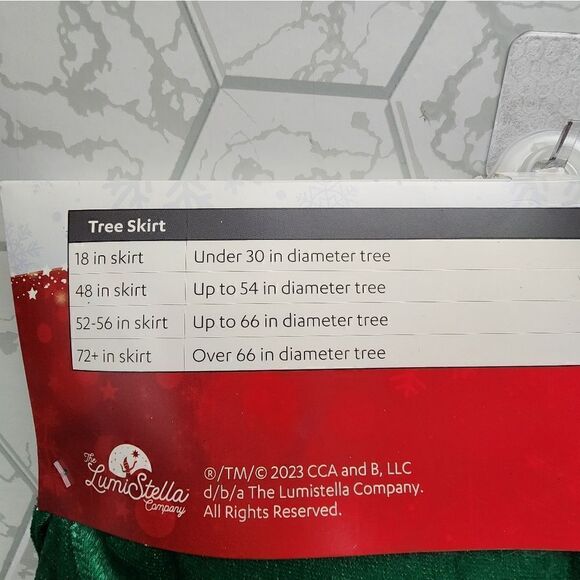 Tree Skirt
18 in skirt Under 30 in diameter tree
48 in skirt Up to 54 in diameter tree
52-56 in skirt Up to 66 in diameter tree
72+ in skirt Over 66 in diameter tree
The
LumiStella
Company
®/TM/© 2023 CCA and B, LLC
d/b/a The Lumistella Company.
All Rights Reserved.